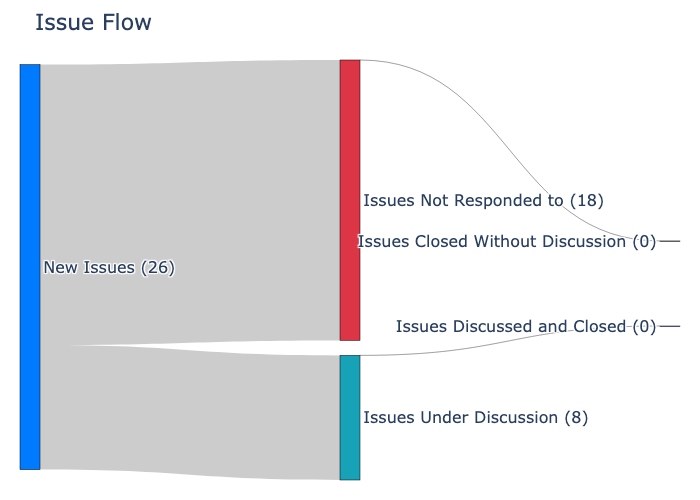 Issue Flow
Issues Not Responded to (18)
Issues Closed Without Discussion (0)
New Issues (26)
Issues Discussed and Closed (0)
Issues Under Discussion (8)